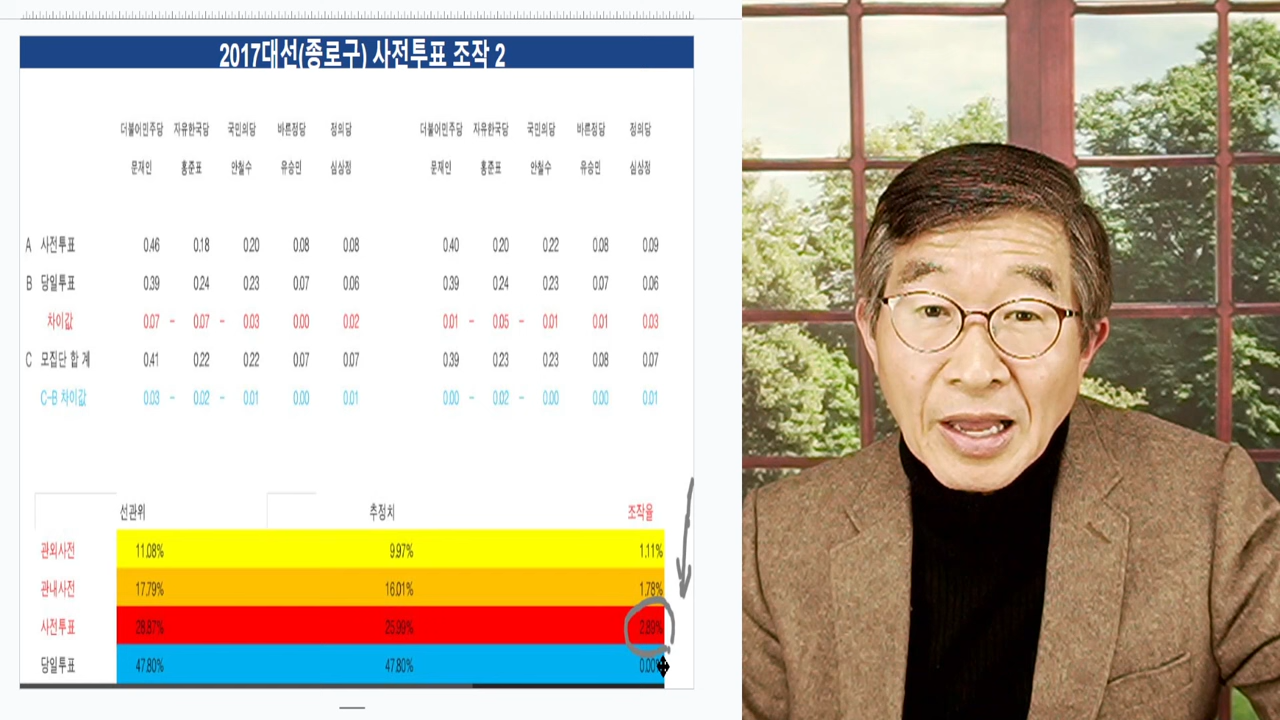 2017대선(종로구) 사전투표 조작 2
더불어민주당 자유한국당 국민의당 바른정당 정의당 더불어민주당 자유한국당 국민의당 바른정당 정의당
문재인 홍준표 안철수 유승민 심상정 문재인 홍준표 안철수 유승민 심상정
A 사전투표 0.46 0.18 0.20 0.08 0.08 0.40 0.20 0.22 0.08 0.09
B 당일투표 0.39 0.24 0.23 0.07 0.06 0.39 0.24 0.23 0.07 0.06
차이값 0.07 - 0.07 - 0.03 0.00 0.02 0.01 - 0.05 - 0.01 0.01 0.03
C 모집단 합 계 0.41 0.22 0.22 0.07 0.07 0.39 0.23 0.23 0.08 0.07
C-B 차이값 0.03 - 0.02 - 0.01 0.00 0.01 0.00 - 0.02 - 0.00 0.00 0.01
선관위 추정치 조작율
관외사전 11.08% 9.97% 1.11%
관내사전 17.79% 16.01% 1.78%
사전투표 28.87% 25.99% 2.89%
당일투표 47.80% 47.80% 0.00%